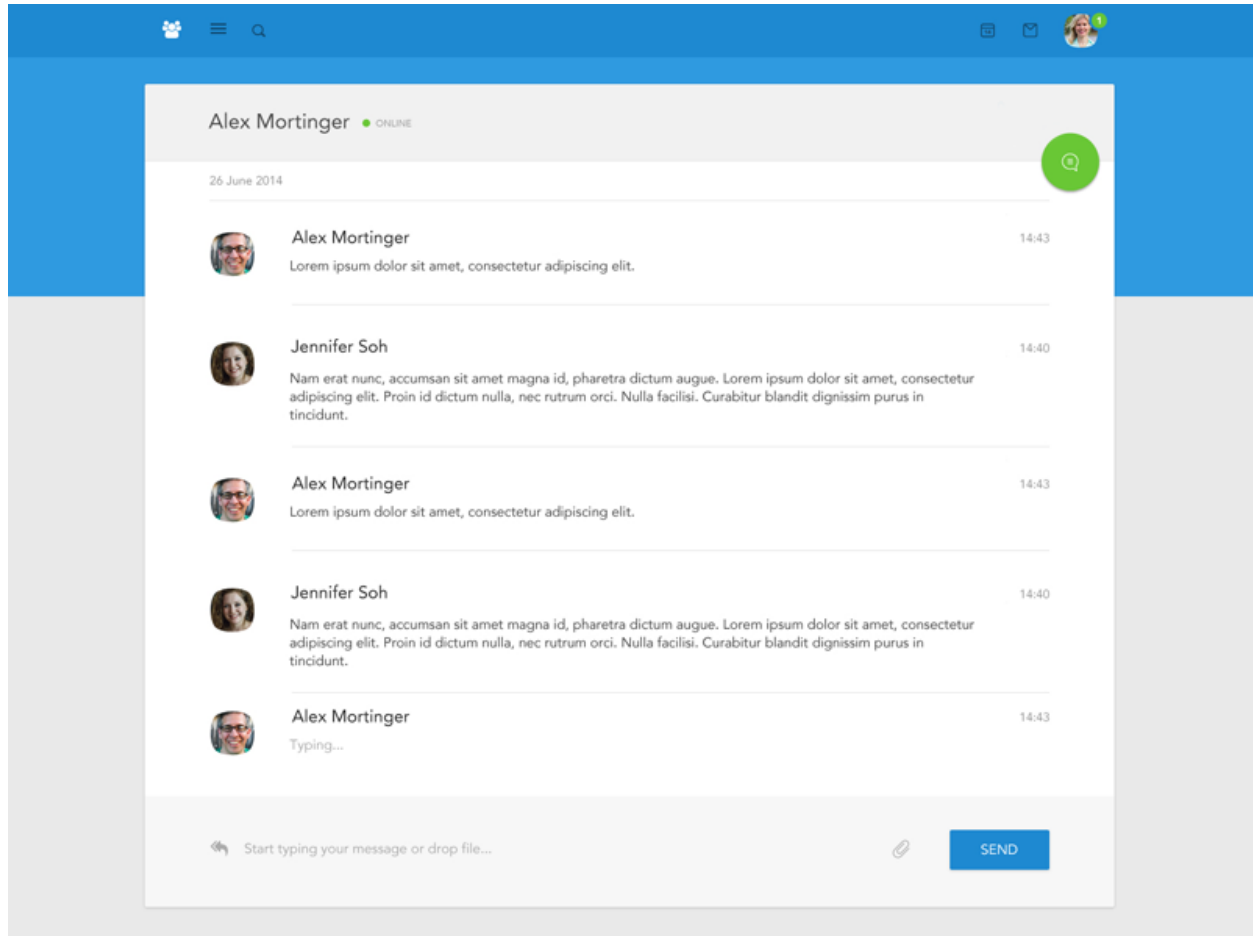 1
Alex Mortinger ONLINE
26 June 2014
Alex Mortinger 14:43
Lorem ipsum dolor sit amet, consectetur adipiscing elit.
Jennifer Soh 14:40
Nam erat nunc, accumsan sit amet magna id, pharetra dictum augue. Lorem ipsum dolor sit amet, consectetur
adipiscing elit. Proin id dictum nulla, nec rutrum orci. Nulla facilisi. Curabitur blandit dignissim purus in
tincidunt.
Alex Mortinger 14:43
Lorem ipsum dolor sit amet, consectetur adipiscing elit.
Jennifer Soh 14:40
Nam erat nunc, accumsan sit amet magna id, pharetra dictum augue. Lorem ipsum dolor sit amet, consectetur
adipiscing elit. Proin id dictum nulla, nec rutrum orci. Nulla facilisi. Curabitur blandit dignissim purus in
tincidunt.
Alex Mortinger 14:43
Typing...
Start typing your message or drop file... SEND